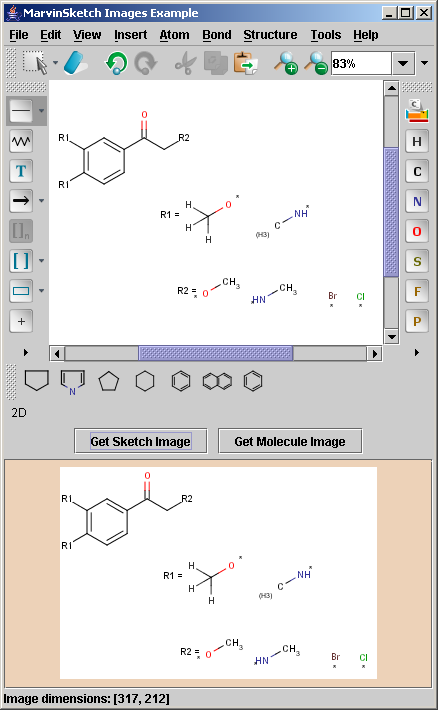 MarvinSketch Images Example
File Edit View Insert Atom Bond Structure Tools Help
83%
C
H
T
C
N
[ ]n
O
[ ]
S
F
+
P
R1
O
R2
R1
R1 =
H
O
*
H
H
C
NH
*
(H3)
R2 =
*
O
CH3
*
HN
CH3
Br
*
Cl
*
N
2D
Get Sketch Image Get Molecule Image
R1
O
R2
R1
R1 =
H
O
*
H
H
C
NH
*
(H3)
R2 =
*
O
CH3
*
HN
CH3
Br
*
Cl
*
Image dimensions: [317, 212]